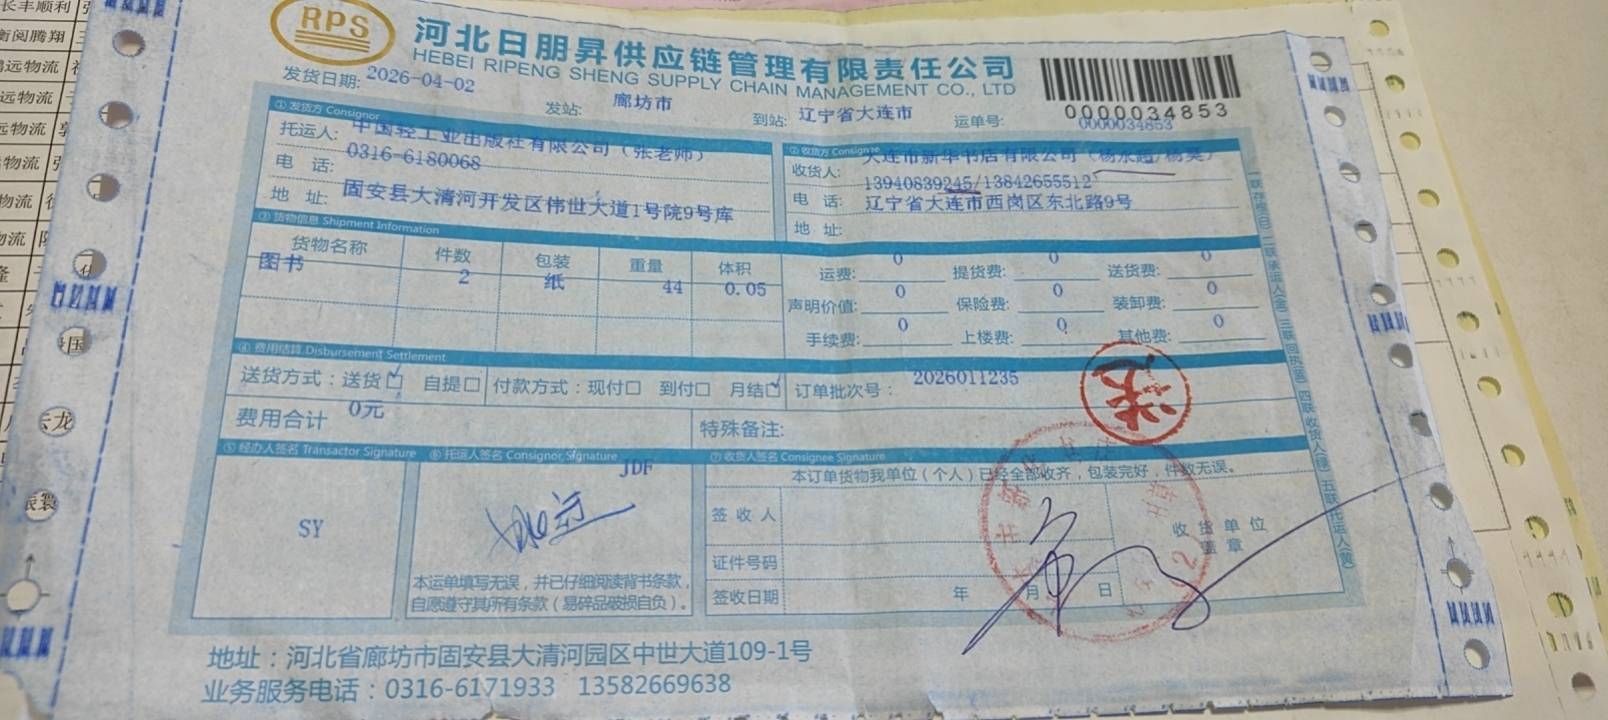 RPS
河北日朋昇供应链管理有限责任公司
HEBEI RIPENG SHENG SUPPLY CHAIN MANAGEMENT CO., LTD
发货日期: 2026-04-02
发站: 廊坊市
到站: 辽宁省大连市
运单号: 0000034853
0000034853
① 发货方 Consignor
托运人: 中国轻工业出版社有限公司（张老师）
电 话: 0316-6180068
地 址: 固安县大清河开发区伟世大道1号院9号库
② 收货方 Consignee
收货人: 大连市新华书店有限公司（杨永超/杨昊）
13940839245/13842655512
电 话: 辽宁省大连市西岗区东北路9号
地 址:
③ 货物信息 Shipment Information
货物名称 件数 包装 重量 体积
图书 2 纸 44 0.05
运费: 0 提货费: 0 送货费: 0
声明价值: 0 保险费: 0 装卸费: 0
手续费: 0 上楼费: 0 其他费: 0
④ 费用结算 Disbursement Settlement
送货方式：送货☑ 自提☐ 付款方式：现付☐ 到付☐ 月结☑ 订单批次号： 2026011235
费用合计 0元 特殊备注:
送
⑤ 经办人签名 Transactor Signature
SY
⑥ 托运人签名 Consignor Signature
JDF
本运单填写无误，并已仔细阅读背书条款，
自愿遵守其所有条款（易碎品破损自负）。
⑦ 收货人签名 Consignee Signature
本订单货物我单位（个人）已经全部收齐，包装完好，件数无误。
签 收 人
证件号码
签收日期 年 月 日
收 货 单 位
盖 章
地址：河北省廊坊市固安县大清河园区中世大道109-1号
业务服务电话：0316-6171933 13582669638